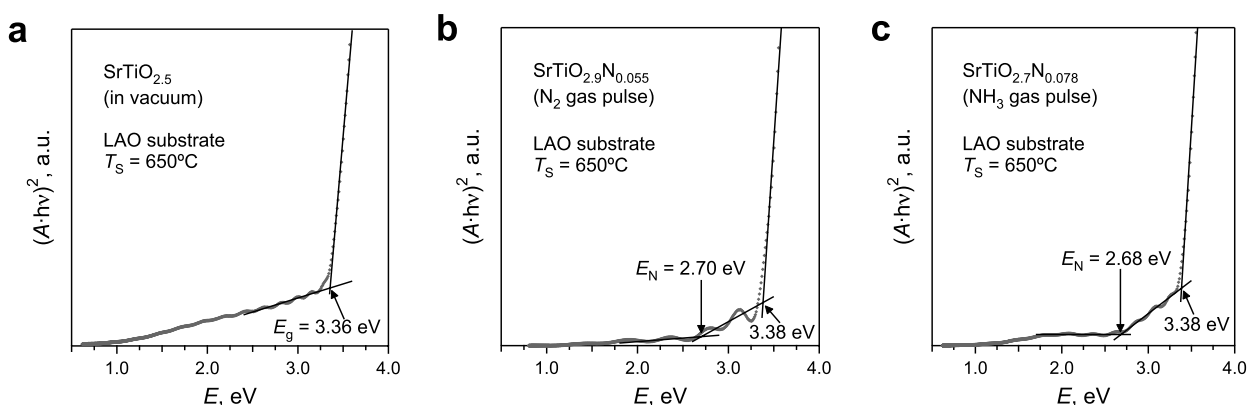 a
SrTiO2.5
(in vacuum)
LAO substrate
TS = 650ºC
Eg = 3.36 eV
(A·hν)2, a.u.
1.0 2.0 3.0 4.0
E, eV
b
SrTiO2.9N0.055
(N2 gas pulse)
LAO substrate
TS = 650ºC
EN = 2.70 eV
3.38 eV
(A·hν)2, a.u.
1.0 2.0 3.0 4.0
E, eV
c
SrTiO2.7N0.078
(NH3 gas pulse)
LAO substrate
TS = 650ºC
EN = 2.68 eV
3.38 eV
(A·hν)2, a.u.
1.0 2.0 3.0 4.0
E, eV